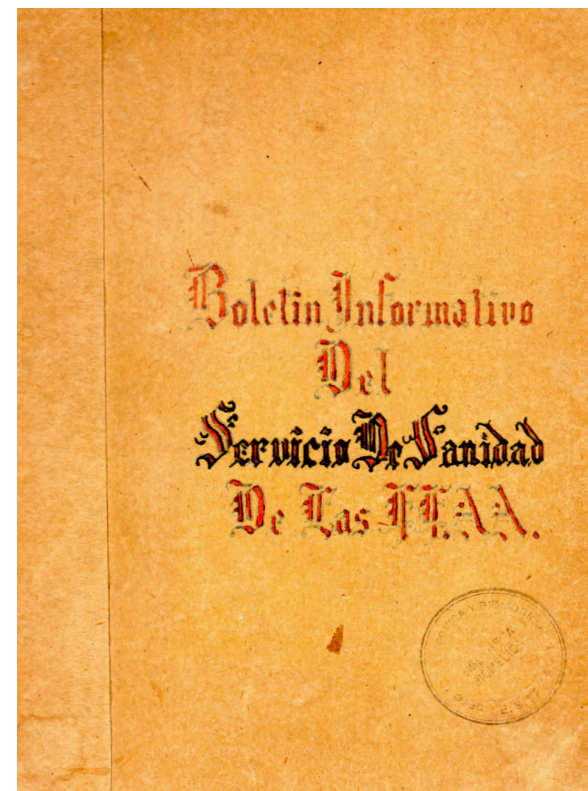 Boletin Informativo
Del
Servicio De Sanidad
De Las FF.AA.